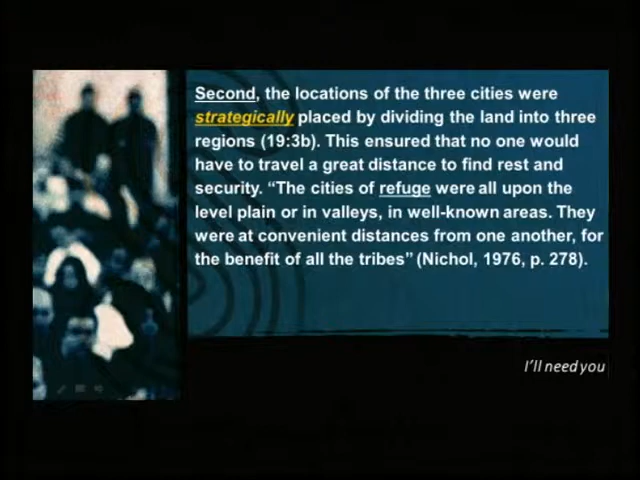 Second, the locations of the three cities were
strategically placed by dividing the land into three
regions (19:3b). This ensured that no one would
have to travel a great distance to find rest and
security. “The cities of refuge were all upon the
level plain or in valleys, in well-known areas. They
were at convenient distances from one another, for
the benefit of all the tribes” (Nichol, 1976, p. 278).
I’ll need you